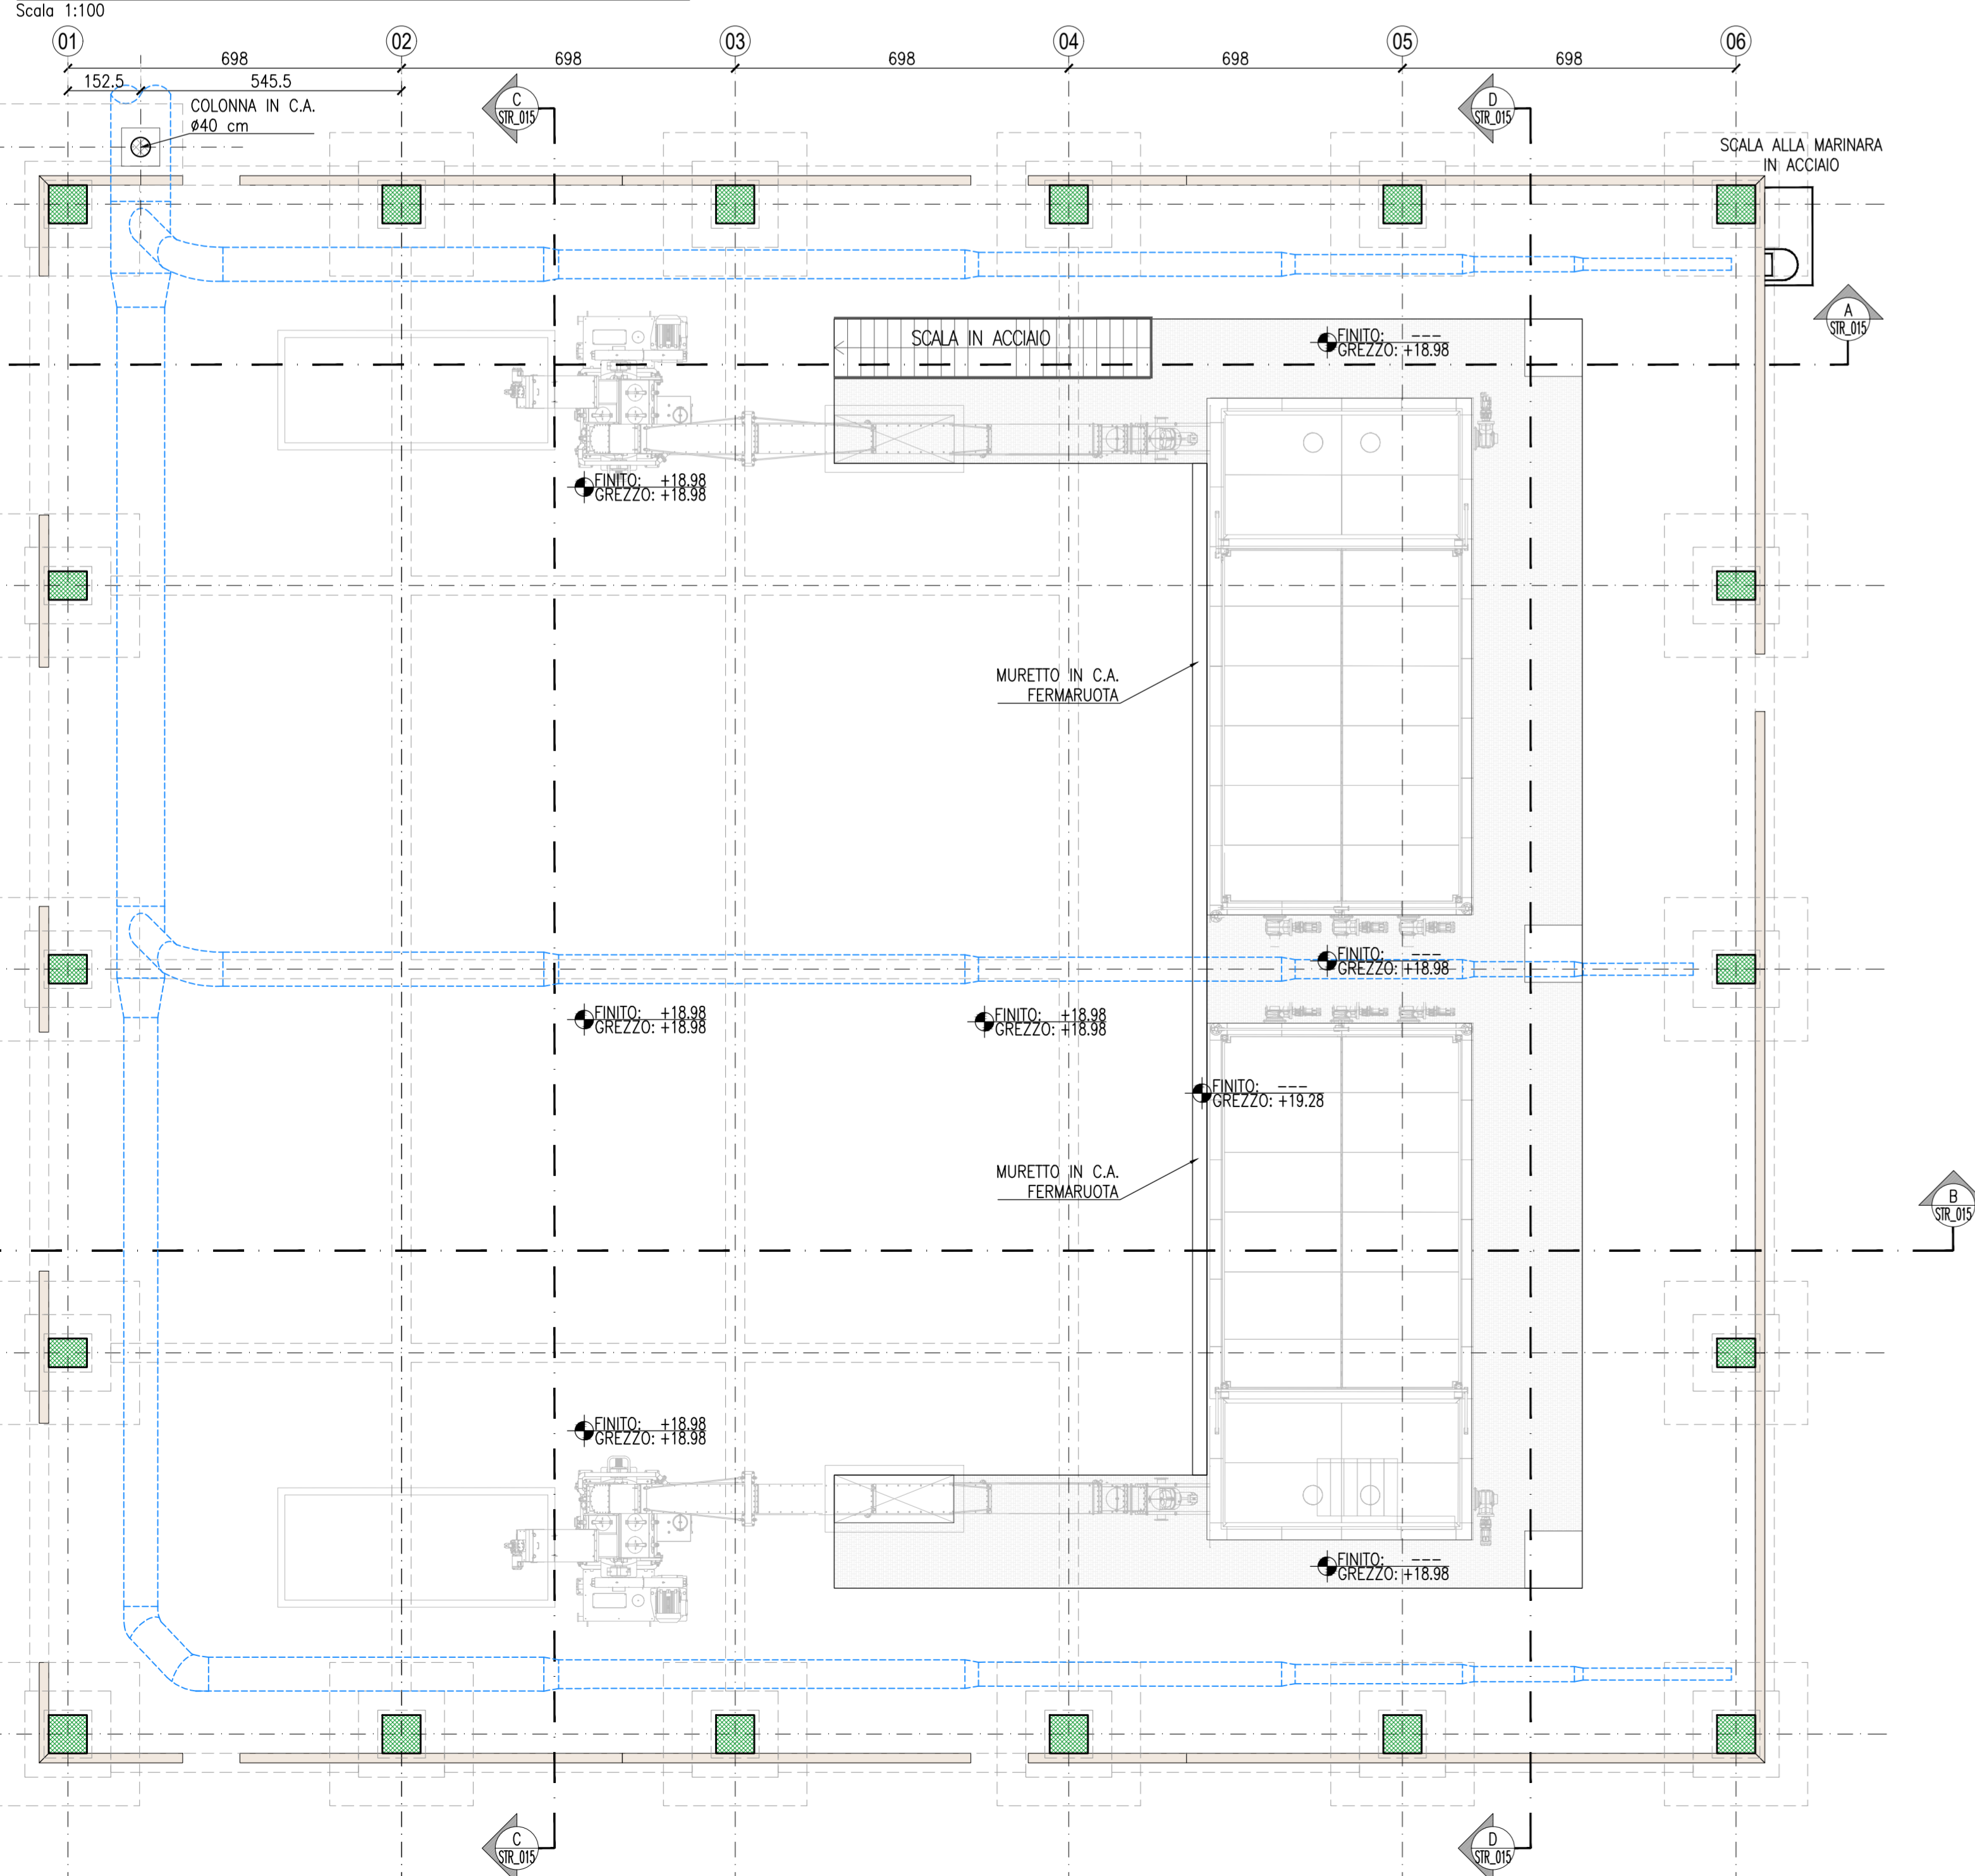 Scala 1:100
01 02 03 04 05 06
698 698 698 698 698
152.5 545.5
COLONNA IN C.A.
ø40 cm
C
STR_015
D
STR_015
SCALA ALLA MARINARA
IN ACCIAIO
A
STR_015
SCALA IN ACCIAIO
FINITO: ---
GREZZO: +18.98
FINITO: +18.98
GREZZO: +18.98
MURETTO IN C.A.
FERMARUOTA
FINITO: ---
GREZZO: +18.98
FINITO: +18.98
GREZZO: +18.98
FINITO: +18.98
GREZZO: +18.98
FINITO: ---
GREZZO: +19.28
MURETTO IN C.A.
FERMARUOTA
B
STR_015
FINITO: +18.98
GREZZO: +18.98
FINITO: ---
GREZZO: +18.98
C
STR_015
D
STR_015